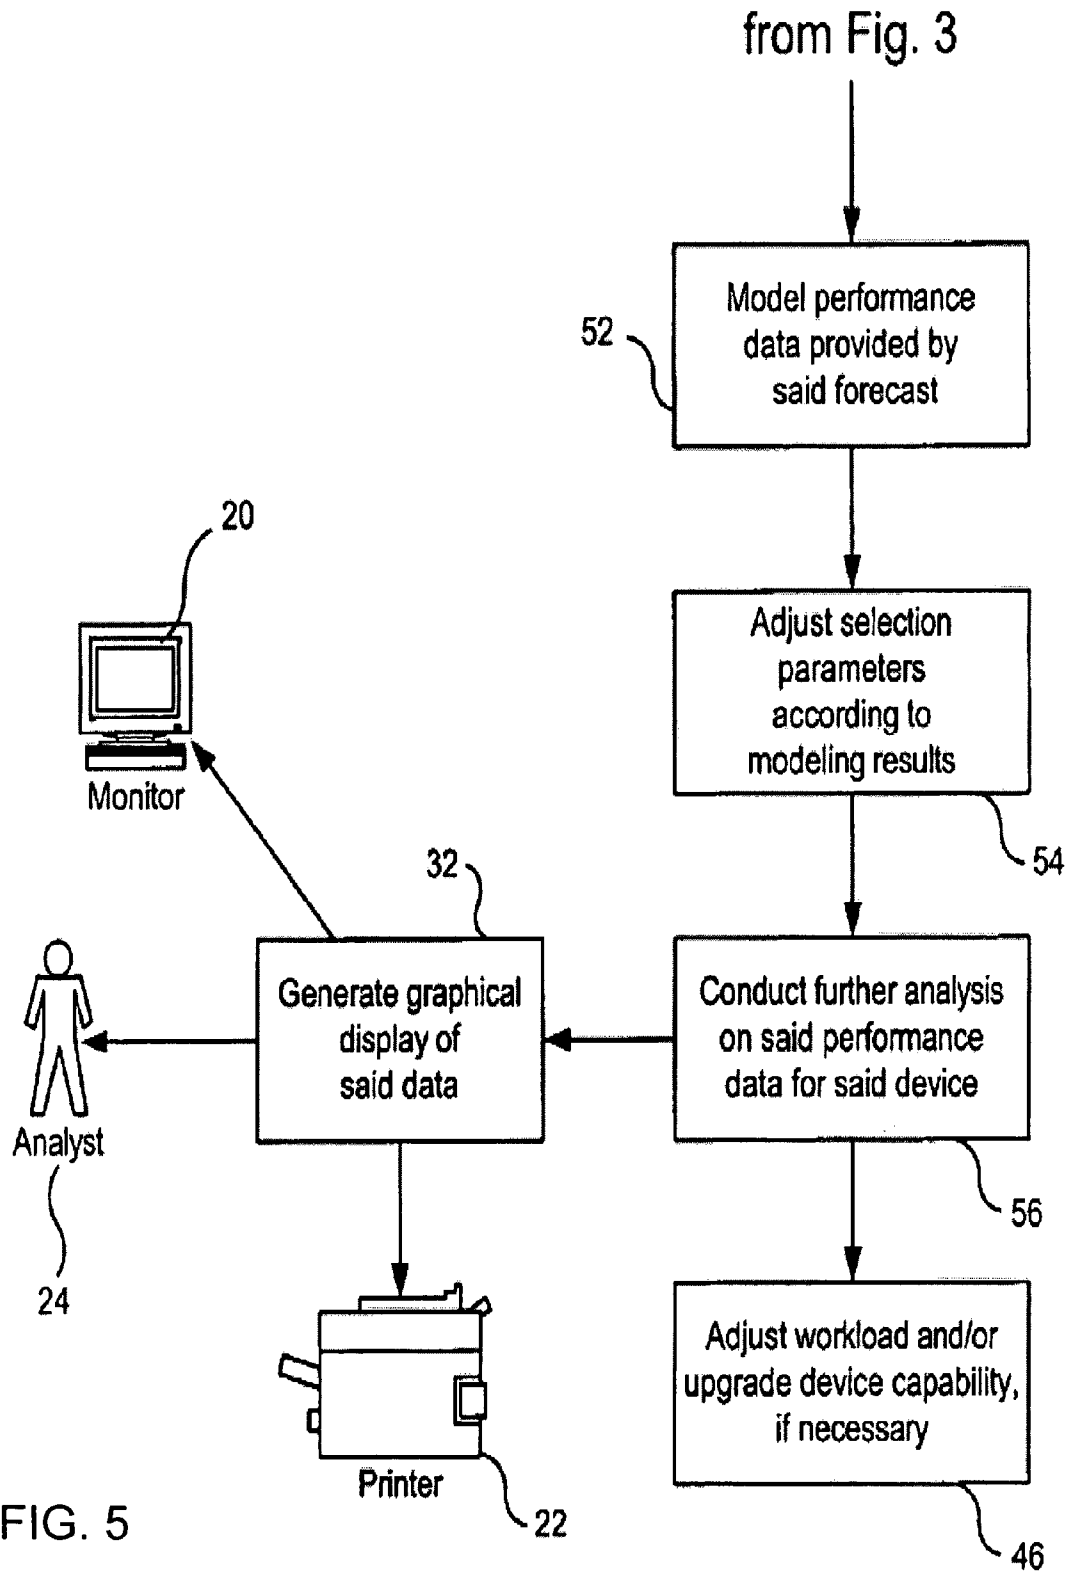 from Fig. 3
Model performance
data provided by
said forecast
52
20
Monitor
Adjust selection
parameters
according to
modeling results
54
32
Generate graphical
display of
said data
Conduct further analysis
on said performance
data for said device
56
Analyst
24
Adjust workload and/or
upgrade device capability,
if necessary
46
Printer
22
FIG. 5